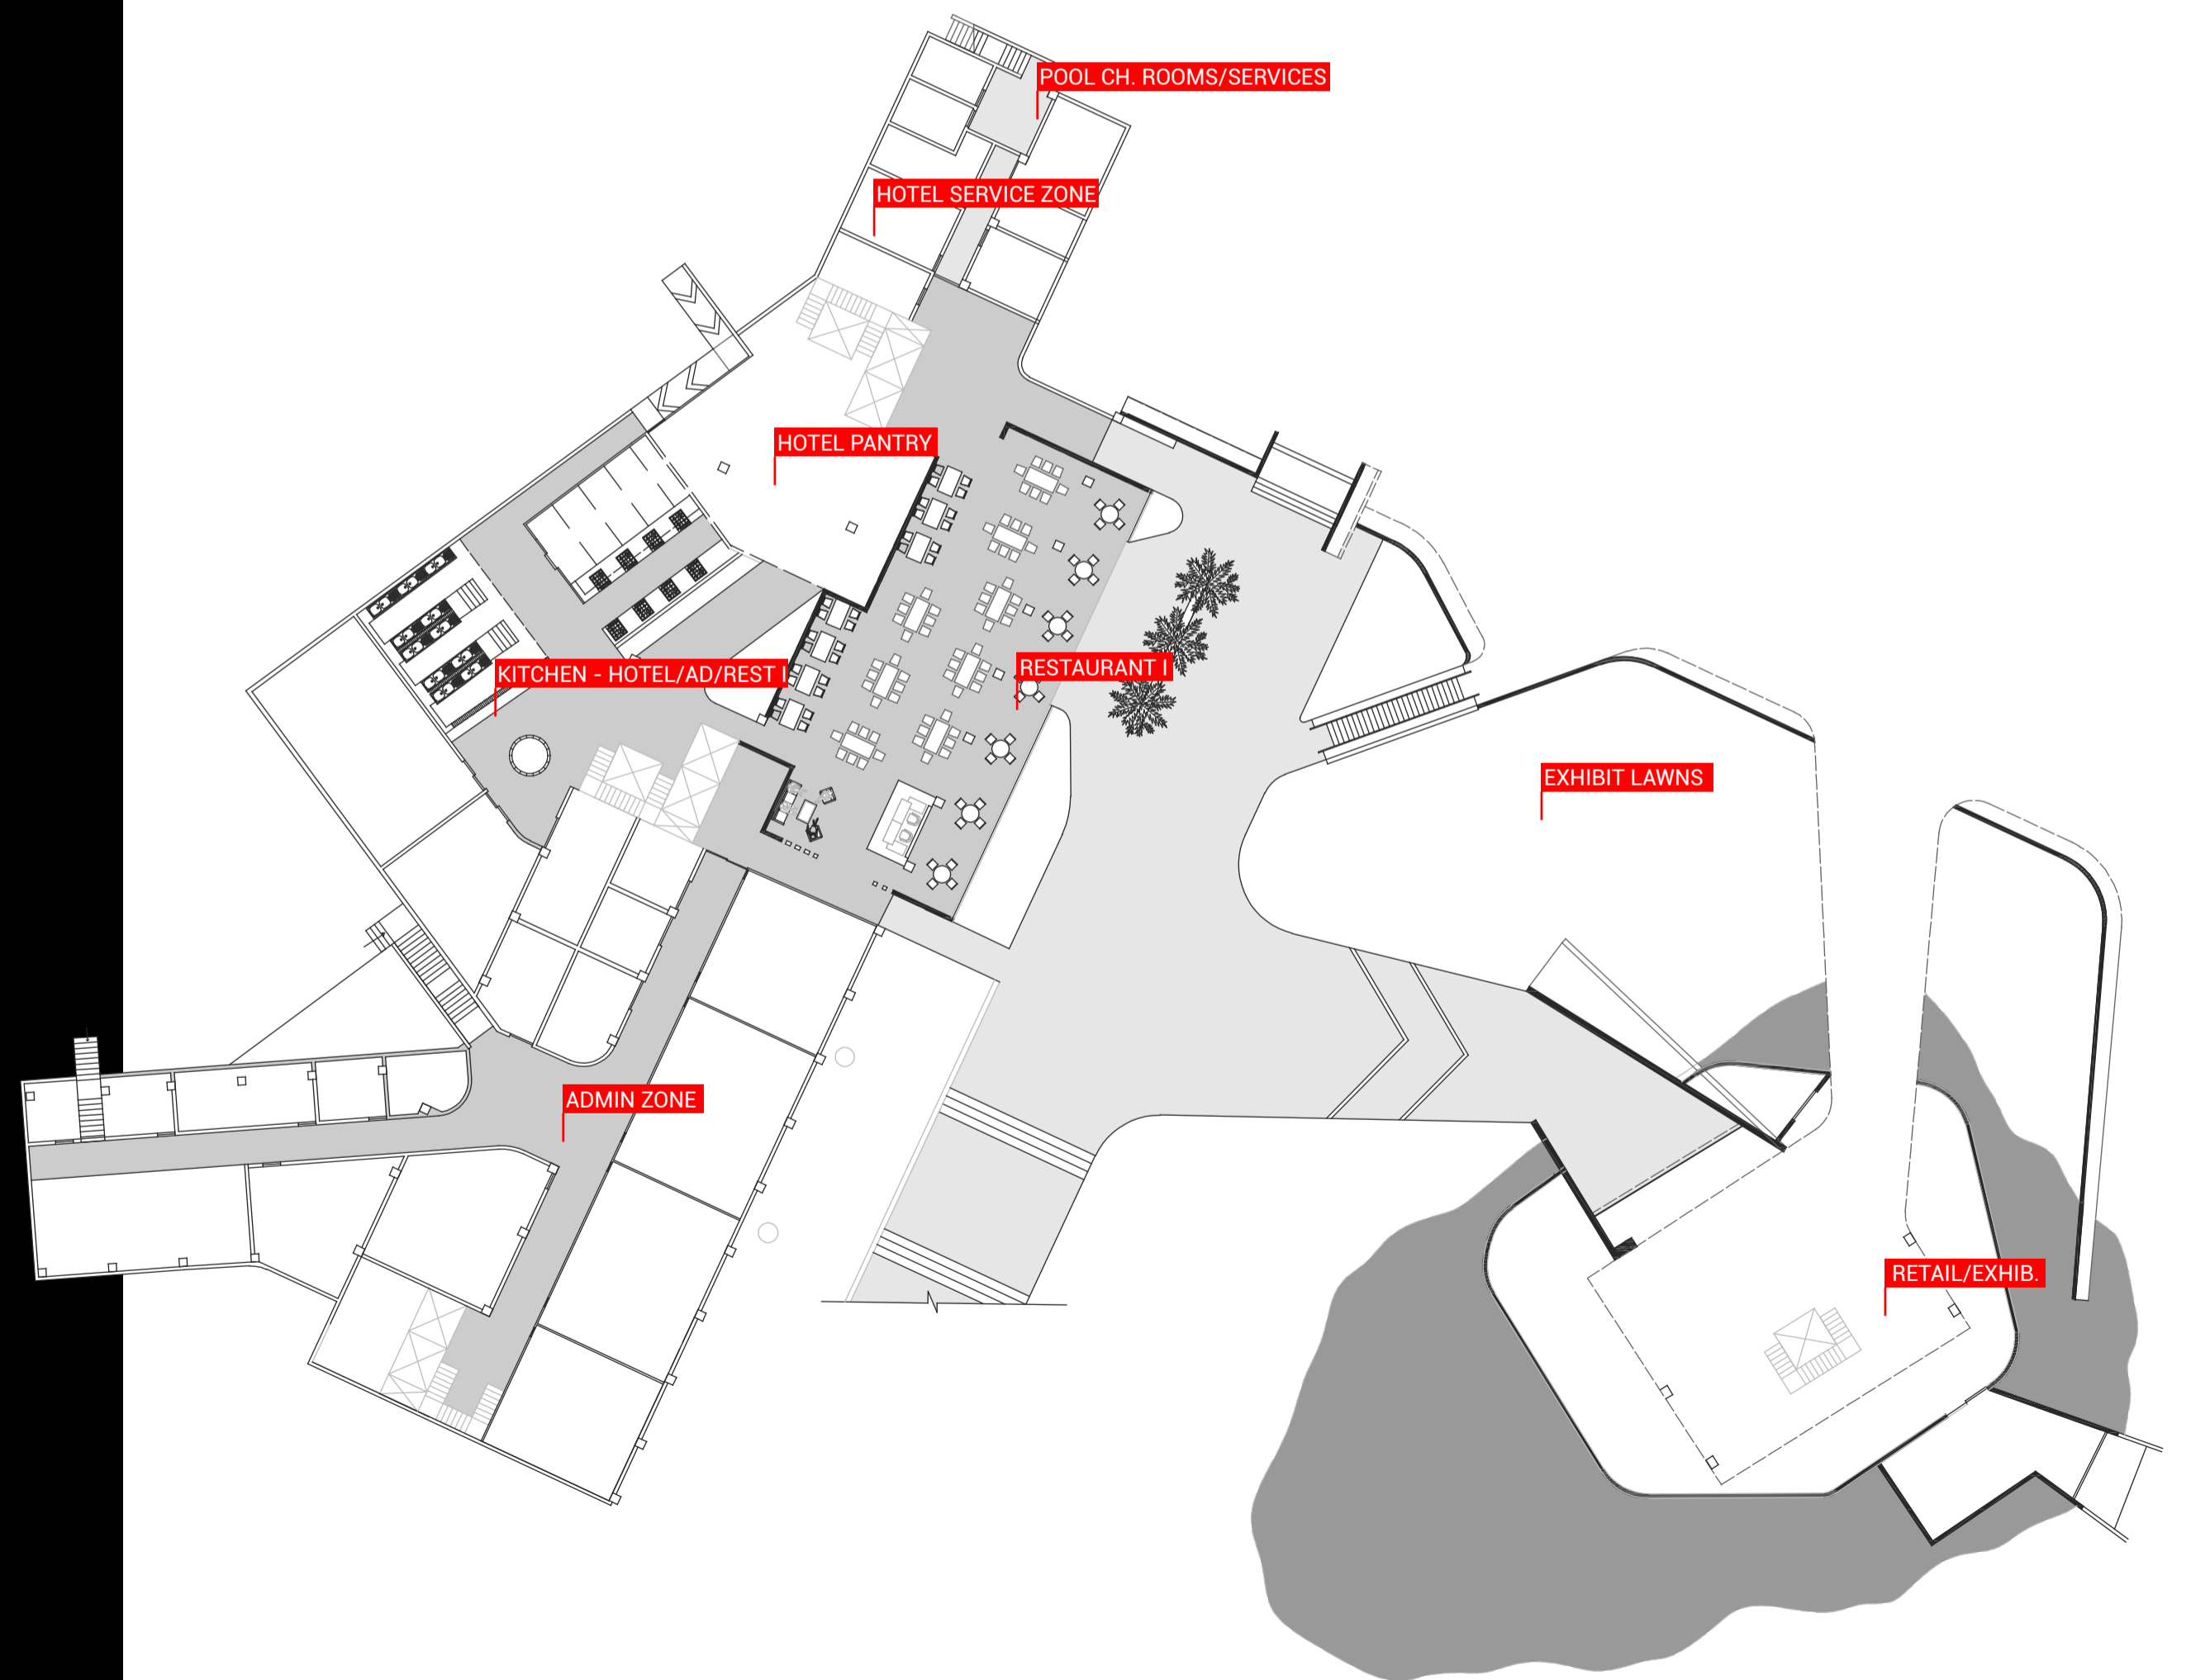 POOL CH. ROOMS/SERVICES
HOTEL SERVICE ZONE
HOTEL PANTRY
KITCHEN - HOTEL/AD/REST I
RESTAURANT I
EXHIBIT LAWNS
ADMIN ZONE
RETAIL/EXHIB.